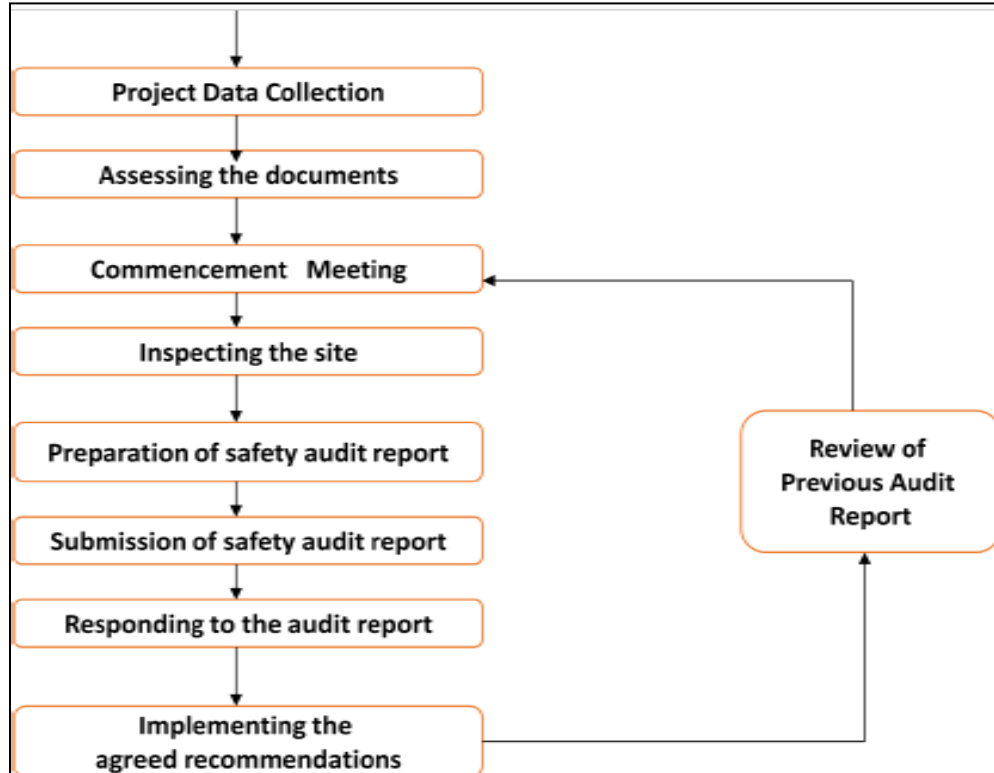 Project Data Collection
Assessing the documents
Commencement Meeting
Inspecting the site
Preparation of safety audit report
Submission of safety audit report
Responding to the audit report
Implementing the
agreed recommendations
Review of
Previous Audit
Report